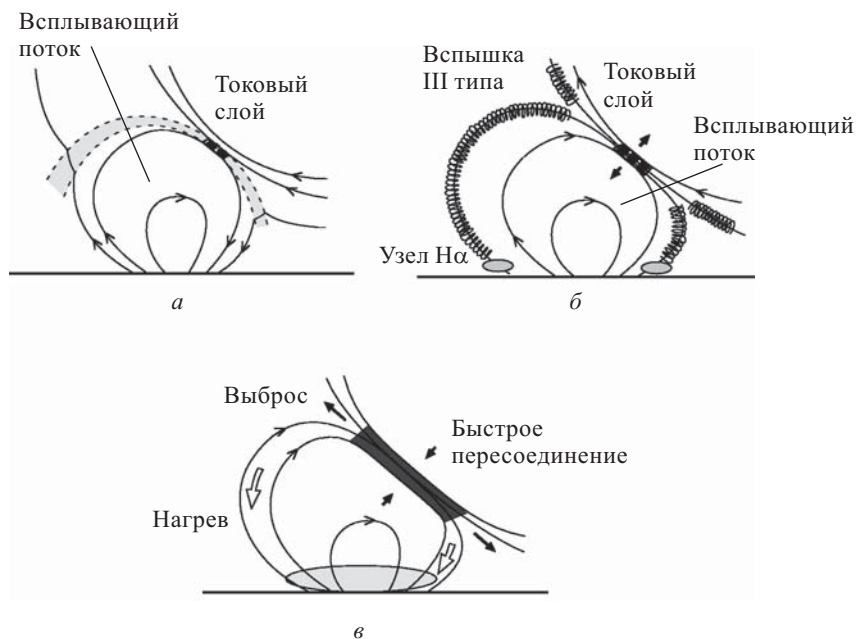 Всплывающий
поток
Токовый
слой
а
Вспышка
III типа
Токовый
слой
Всплывающий
поток
Узел Hα
б
Выброс
Быстрое
пересоединение
Нагрев
в